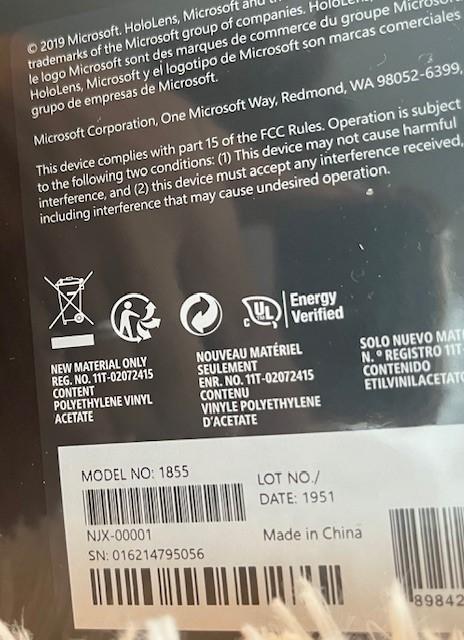 © 2019 Microsoft. HoloLens, Microsoft and
trademarks of the Microsoft group of companies.
le logo Microsoft sont des marques de commerce du groupe
HoloLens, Microsoft y el logotipo de Microsoft son marcas comerciales
grupo de empresas de Microsoft.
Microsoft Corporation, One Microsoft Way, Redmond, WA 98052-6399,
This device complies with part 15 of the FCC Rules. Operation is subject
to the following two conditions: (1) This device may not cause harmful
interference, and (2) this device must accept any interference received,
including interference that may cause undesired operation.
c UL Energy
Verified
NEW MATERIAL ONLY
REG. NO. 11T-02072415
CONTENT
POLYETHYLENE VINYL
ACETATE
NOUVEAU MATÉRIEL
SEULEMENT
ENR. NO. 11T-02072415
CONTENU
VINYLE POLYETHYLENE
D'ACETATE
SOLO NUEVO
N.º REGISTRO 11T-
CONTENIDO
ETILVINILACETATO
MODEL NO: 1855
NJX-00001
SN: 016214795056
LOT NO./
DATE: 1951
Made in China
89842